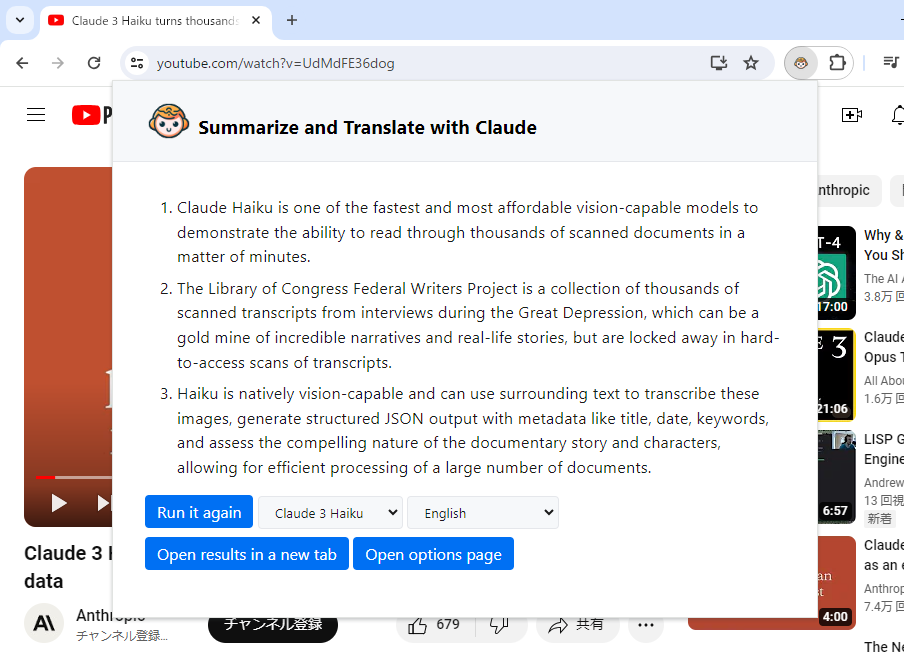 Claude 3 Haiku turns thousands
youtube.com/watch?v=UdMdFE36dog
Summarize and Translate with Claude
1. Claude Haiku is one of the fastest and most affordable vision-capable models to
demonstrate the ability to read through thousands of scanned documents in a
matter of minutes.
2. The Library of Congress Federal Writers Project is a collection of thousands of
scanned transcripts from interviews during the Great Depression, which can be a
gold mine of incredible narratives and real-life stories, but are locked away in hard-
to-access scans of transcripts.
3. Haiku is natively vision-capable and can use surrounding text to transcribe these
images, generate structured JSON output with metadata like title, date, keywords,
and assess the compelling nature of the documentary story and characters,
allowing for efficient processing of a large number of documents.
Run it again
Claude 3 Haiku
English
Open results in a new tab
Open options page
Claude 3 H
data
Anthropic
チャンネル登録...
チャンネル登録
679
共有
...
nthropic
T-4
17:00
Why &
You Sh
The AI A
3.8万 回
E 3
21:06
Claude
Opus T
All Abou
1.6万 回
6:57
LISP G
Engine
Andrew
13 回視
新着
an
st
4:00
Claude
as an e
Anthrop
7.4万 回
The Ne